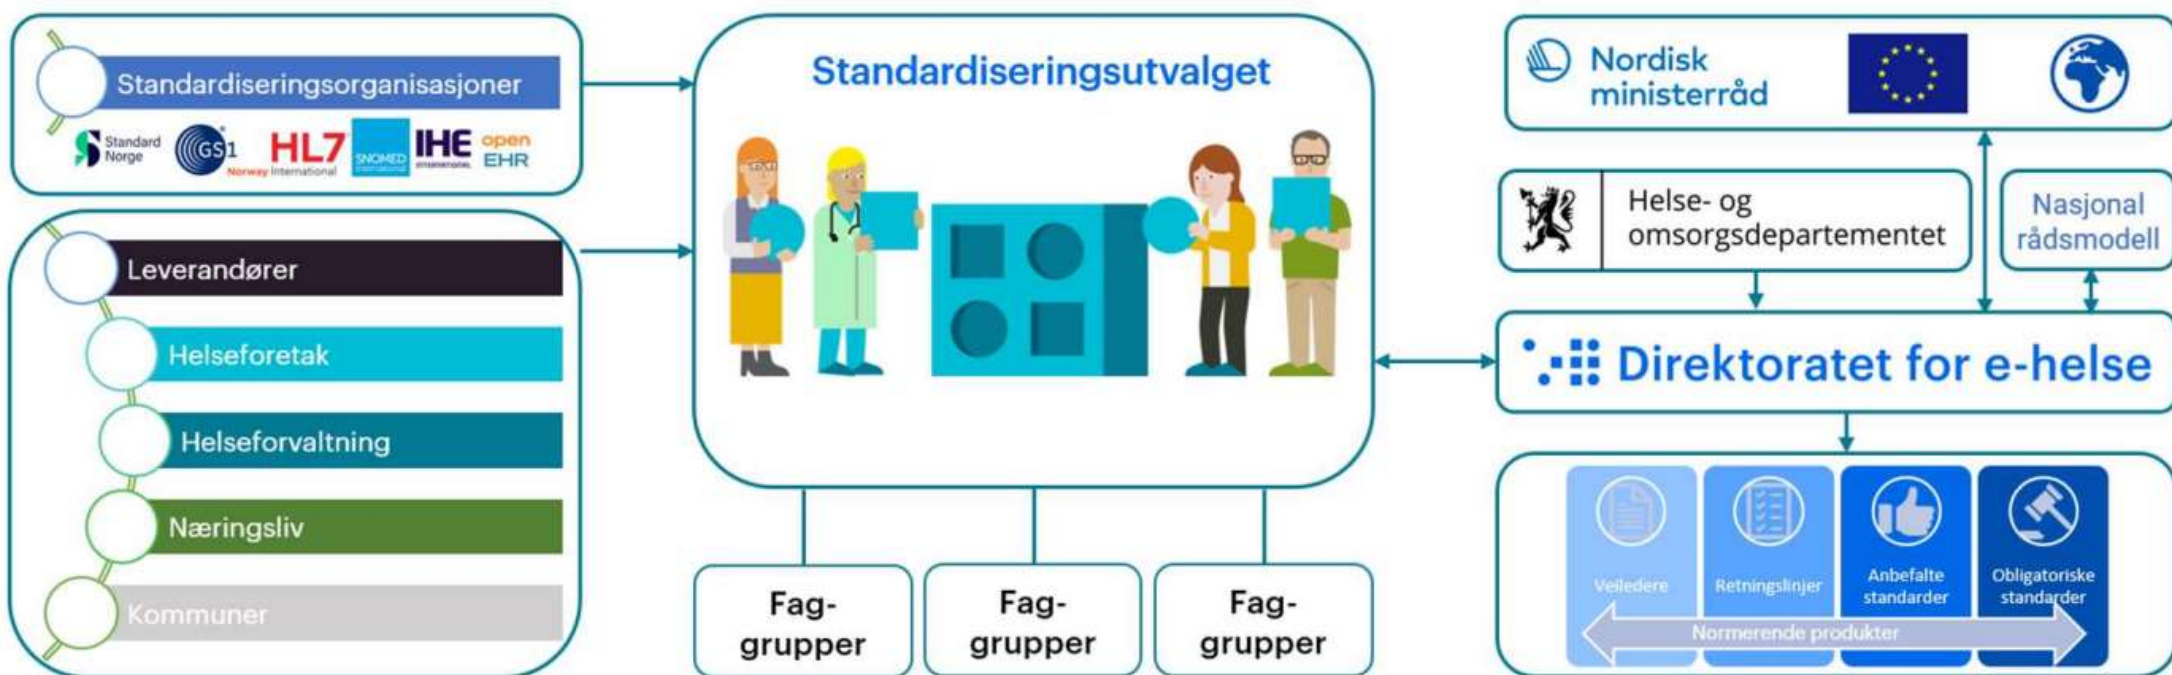 Standardiseringsorganisasjoner
Standard
Norge
GS1
HL7
Norway International
SNOMED
International
IHE
INTERNATIONAL
open
EHR
Leverandører
Helseforetak
Helseforvaltning
Næringsliv
Kommuner
Standardiseringsutvalget
Fag-
grupper
Fag-
grupper
Fag-
grupper
Nordisk
ministerråd
Helse- og
omsorgsdepartementet
Nasjonal
rådsmodell
Direktoratet for e-helse
Veiledere
Retningslinjer
Anbefalte
standarder
Obligatoriske
standarder
Normerende produkter